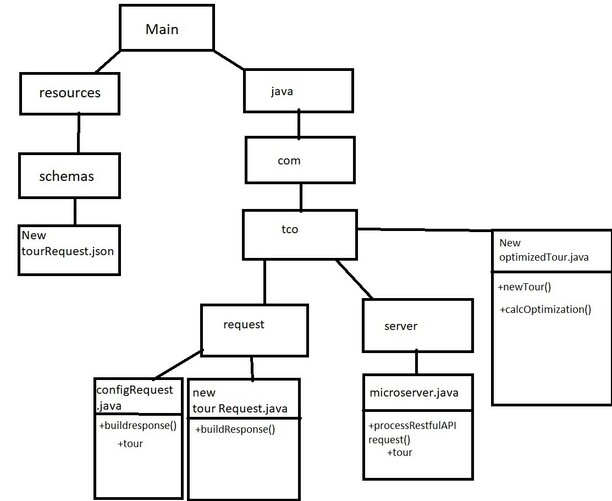 Main
resources
java
com
schemas
tco
New
tourRequest.json
New
optimizedTour.java
+newTour()
+calcOptimization()
request
server
configRequest
.java
+buildresponse()
+tour
new
tour Request.java
+buildResponse()
microserver.java
+processRestfulAPI
request()
+tour